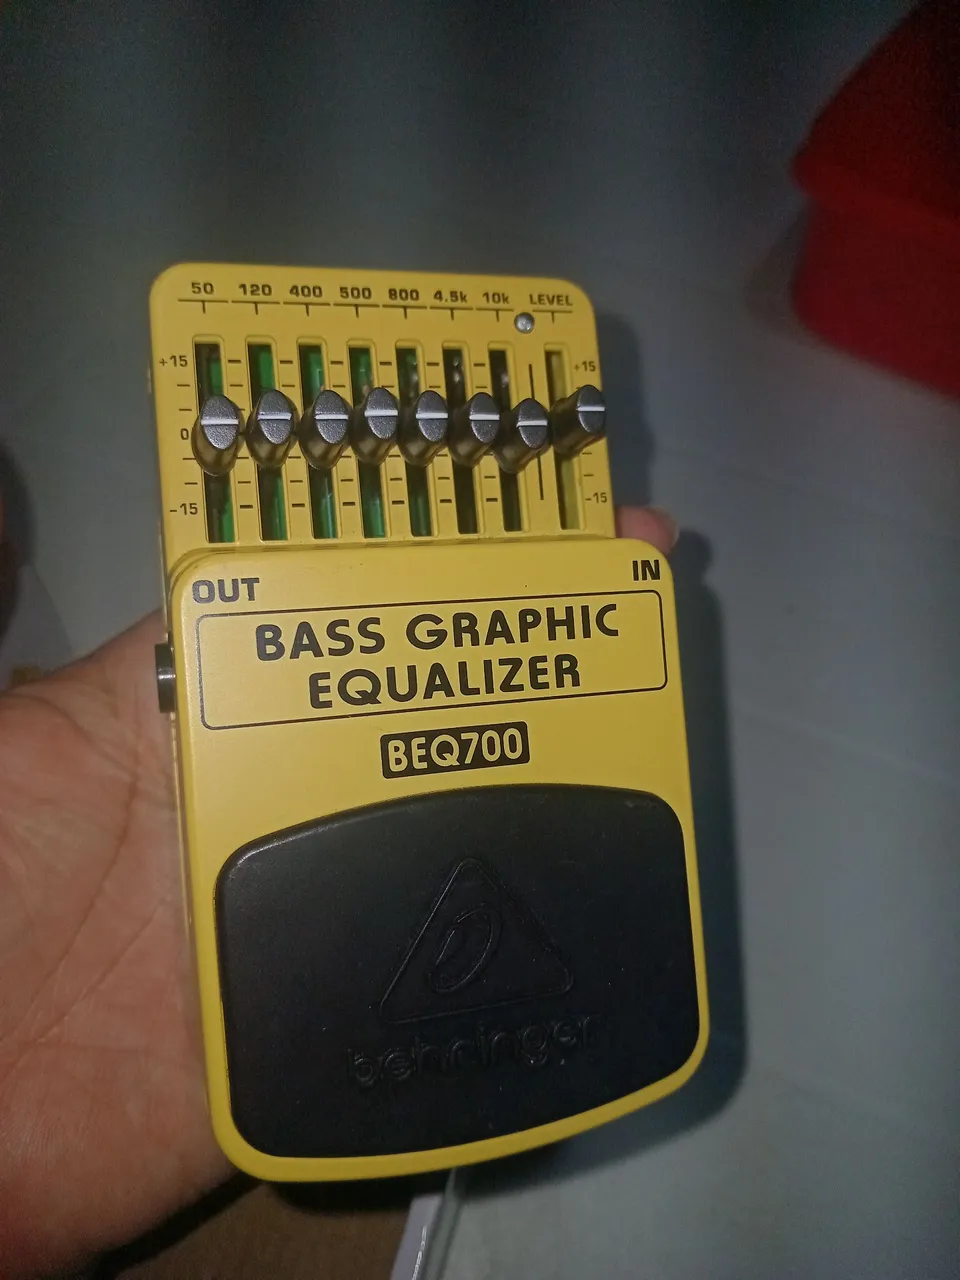 50 120 400 500 800 4.5k 10k LEVEL
+15 +15
0
-15 -15
OUT IN
BASS GRAPHIC
EQUALIZER
BEQ700
behringer